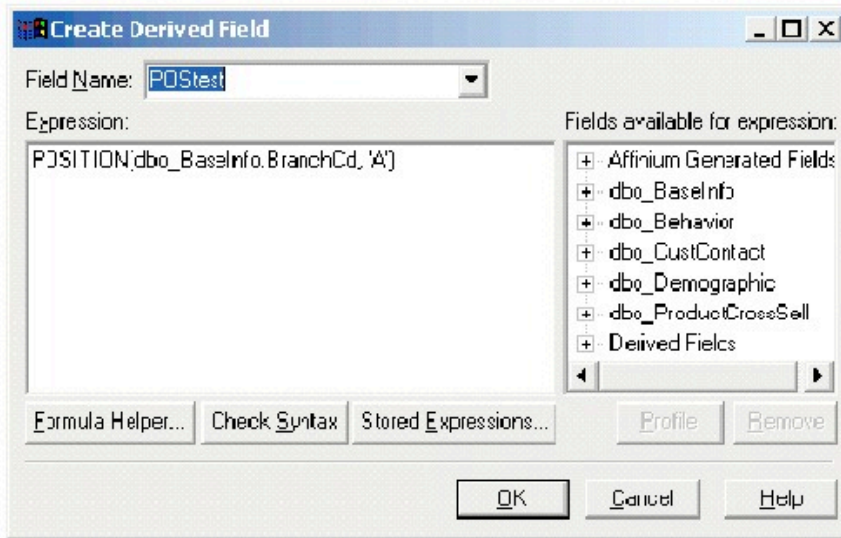 Create Derived Field
Field Name: POStest
Expression:
POSITION(dbo_BaseInfo.BranchCd, 'A')
Fields available for expression:
Affinium Generated Fields
dbo_BaseInfo
dbo_Behavior
dbo_CustContact
dbo_Demographic
dbo_ProductCrossSell
Derived Fields
Formula Helper... Check Syntax Stored Expressions... Profile Remove
OK Cancel Help